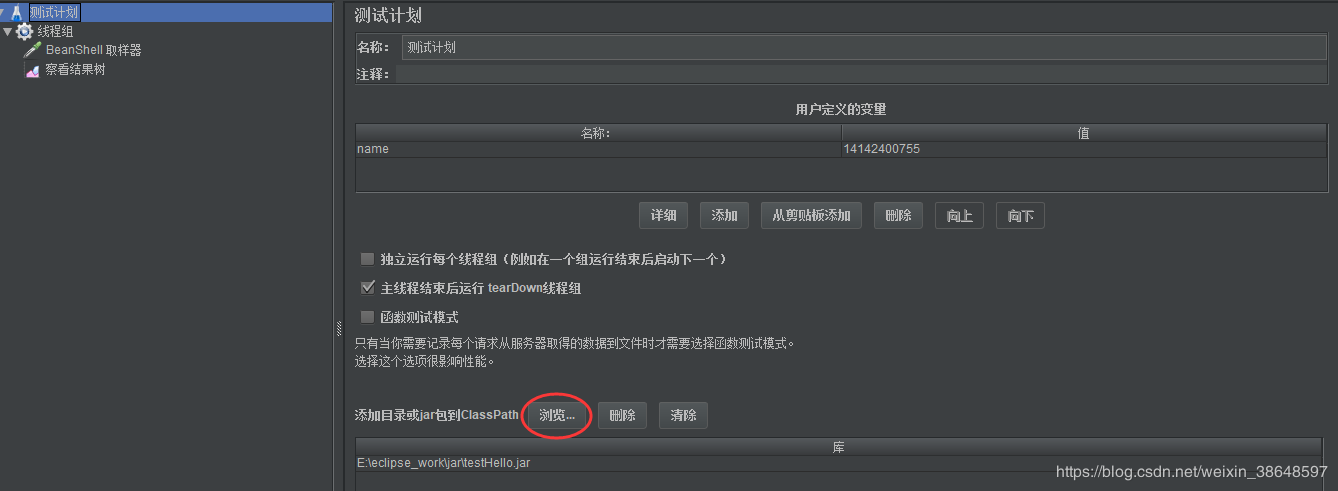 测试计划
线程组
BeanShell 取样器
察看结果树
测试计划
名称： 测试计划
注释：
用户定义的变量
名称: 值
name 14142400755
详细 添加 从剪贴板添加 删除 向上 向下
独立运行每个线程组（例如在一个组运行结束后启动下一个）
主线程结束后运行 tearDown线程组
函数测试模式
只有当你需要记录每个请求从服务器取得的数据到文件时才需要选择函数测试模式。
选择这个选项很影响性能。
添加目录或jar包到ClassPath 浏览... 删除 清除
库
E:\eclipse_work\jar\testHello.jar
https://blog.csdn.net/weixin_38648597